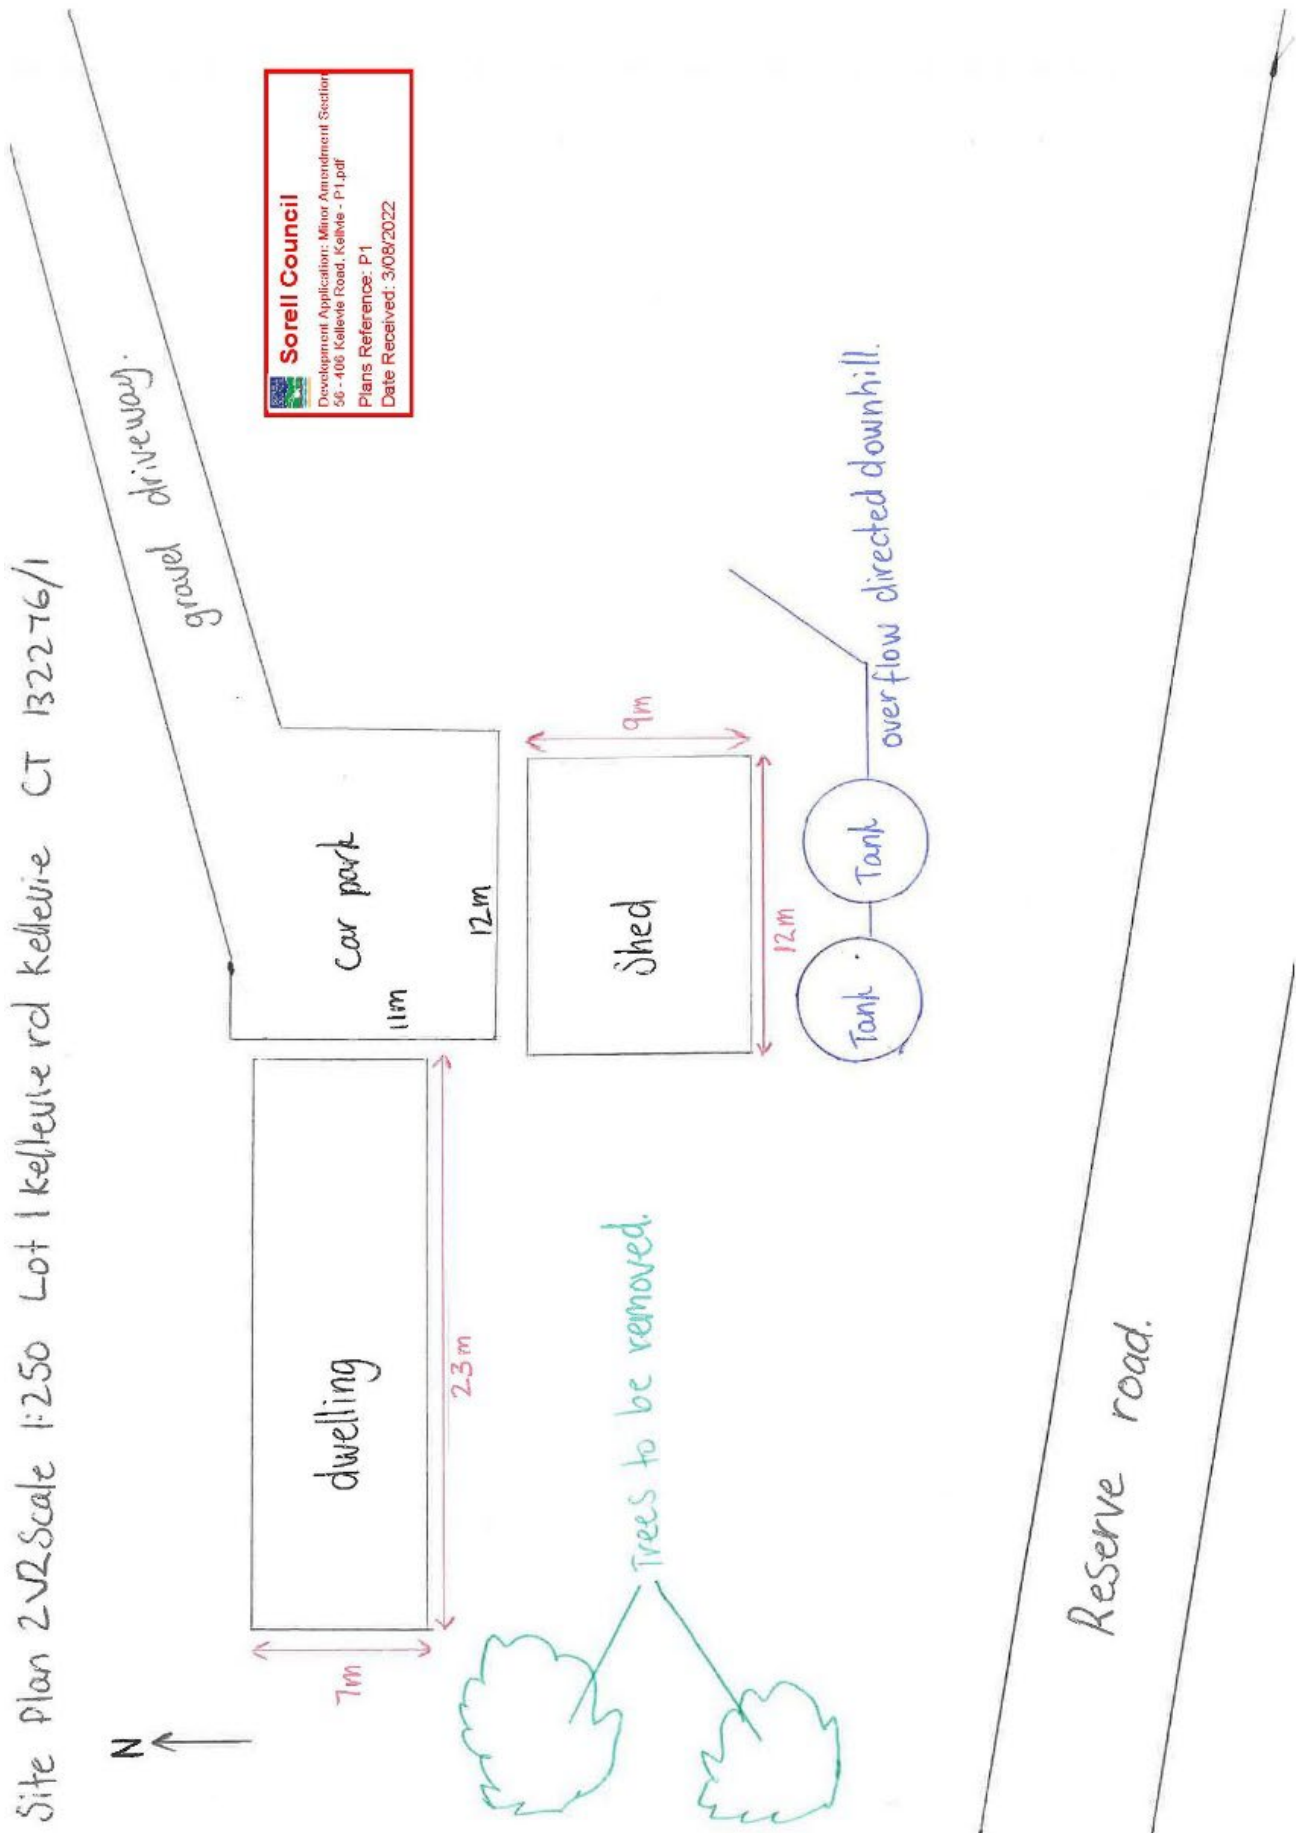 Site Plan 2 V2 Scale 1:250 Lot 1 Kellevie rd Kellevie CT 132276/1
N
gravel driveway.
Sorell Council
Development Application: Minor Amendment Section
56 - 406 Kellevie Road, Kellevie - P1.pdf
Plans Reference: P1
Date Received: 3/08/2022
7m
dwelling
23m
car park
11m
12m
Shed
9m
12m
Trees to be removed.
Tank
Tank
overflow directed downhill.
Reserve road.